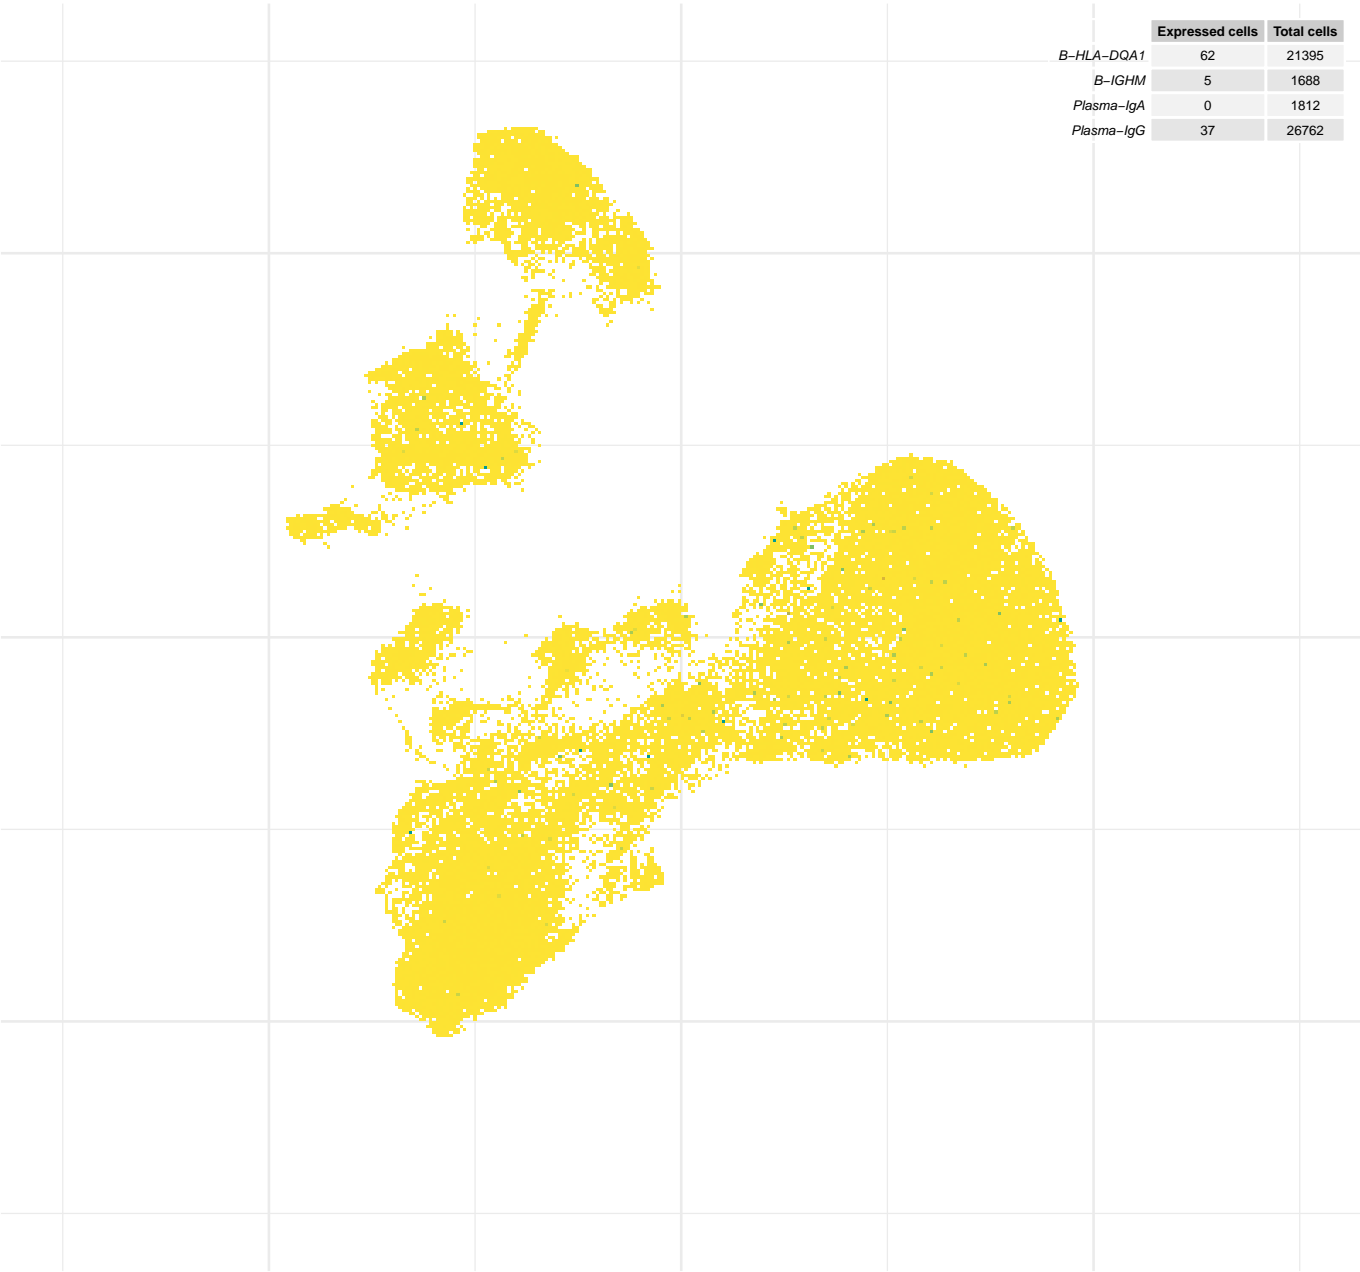 Expressed cells Total cells
B−HLA−DQA1 62 21395
B−IGHM 5 1688
Plasma−IgA 0 1812
Plasma−IgG 37 26762